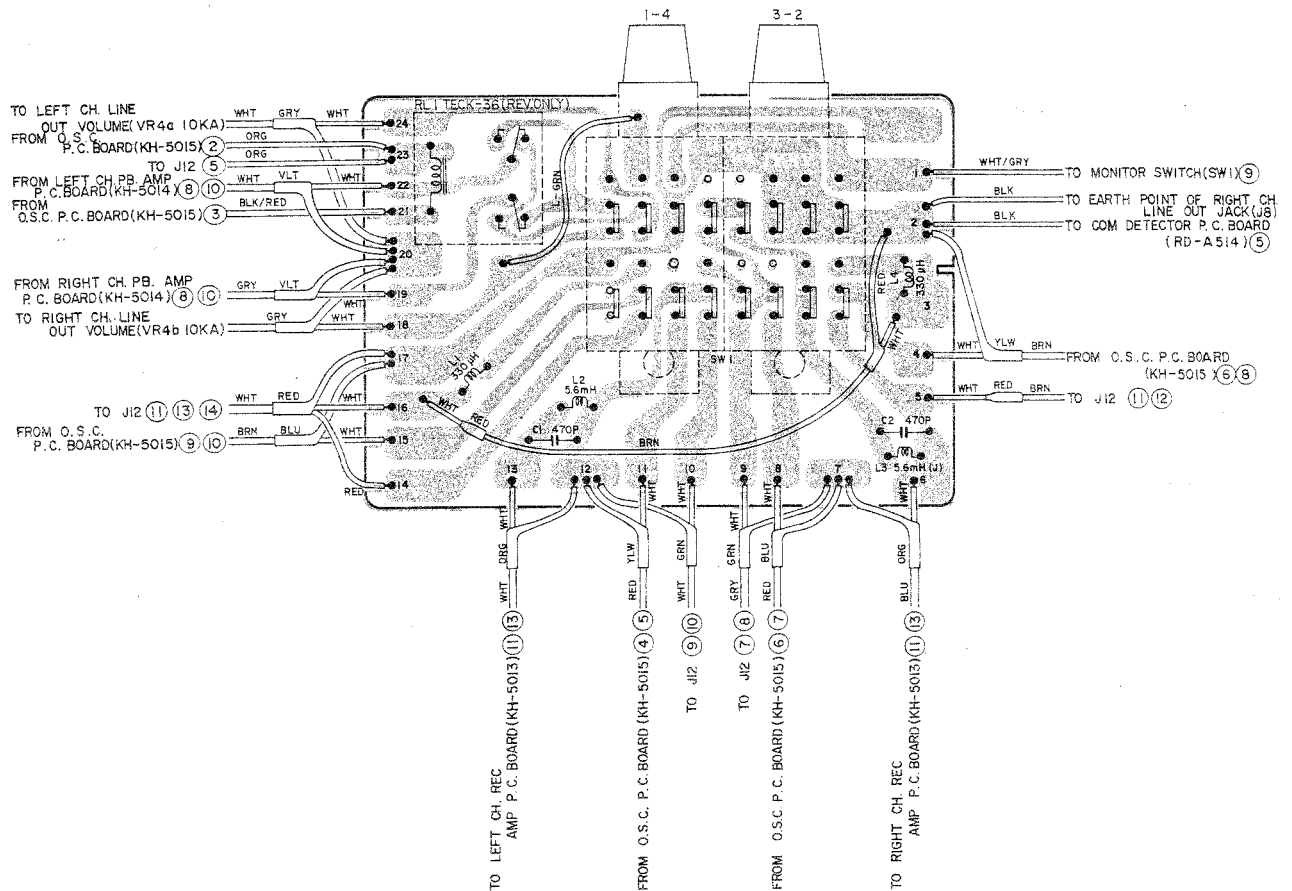 1-4
3-2
RL.1 TECK-36(REV.ONLY)
TO LEFT CH. LINE
OUT VOLUME(VR4a 10KA)
WHT
GRY
WHT
24
FROM O.S.C.
P.C. BOARD(KH-5015) 2
ORG
23
TO J12 5
ORG
FROM LEFT CH. PB. AMP
P.C. BOARD(KH-5014) 8 10
WHT
VLT
WHT
22
FROM
O.S.C. P.C. BOARD(KH-5015) 3
BLK/RED
21
20
FROM RIGHT CH. PB. AMP
P.C. BOARD(KH-5014) 8 10
GRY
VLT
WHT
19
TO RIGHT CH. LINE
OUT VOLUME(VR4b 10KA)
GRY
WHT
18
17
TO J12 11 13 14
WHT
RED
WHT
16
FROM O.S.C.
P.C. BOARD(KH-5015) 9 10
BRN
BLU
WHT
15
RED
14
L-GRN
L1
330μH
L2
5.6mH
C1 470P
WHT
RED
BRN
SW1
RED
WHT
L4
330μH
C2 470P
L3 5.6mH(J)
1
WHT/GRY
TO MONITOR SWITCH(SW1) 9
BLK
TO EARTH POINT OF RIGHT CH.
LINE OUT JACK(J8)
2
BLK
TO COM DETECTOR P.C. BOARD
(RD-A514) 5
3
4
WHT
YLW
BRN
FROM O.S.C. P.C. BOARD
(KH-5015) 6 8
5
WHT
RED
BRN
TO J12 11 12
13
12
11
10
9
8
7
6
WHT
ORG
WHT
TO LEFT CH. REC
AMP P.C. BOARD(KH-5013) 11 13
WHT
YLW
RED
FROM O.S.C. P.C. BOARD(KH-5015) 4 5
WHT
GRN
WHT
TO J12 9 10
WHT
GRN
GRY
TO J12 7 8
WHT
BLU
RED
FROM O.S.C. P.C. BOARD(KH-5015) 6 7
WHT
ORG
BLU
TO RIGHT CH. REC
AMP P.C. BOARD(KH-5013) 11 13